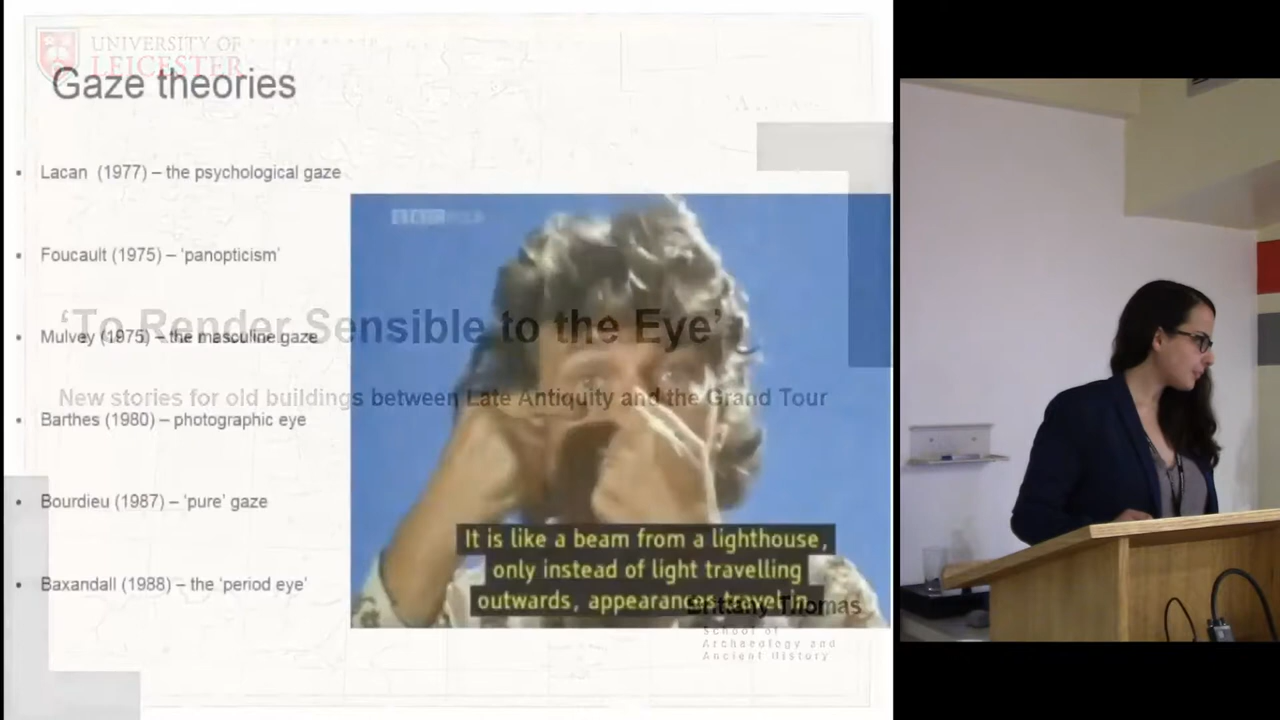 UNIVERSITY OF
LEICESTER
Gaze theories
Lacan (1977) – the psychological gaze
Foucault (1975) – ‘panopticism’
‘To Render Sensible to the Eye’
Mulvey (1975) – the masculine gaze
New stories for old buildings between Late Antiquity and the Grand Tour
Barthes (1980) – photographic eye
Bourdieu (1987) – ‘pure’ gaze
Baxandall (1988) – the ‘period eye’
BBC
It is like a beam from a lighthouse,
only instead of light travelling
outwards, appearances travel in.
Brittany Thomas
School of
Archaeology and
Ancient History